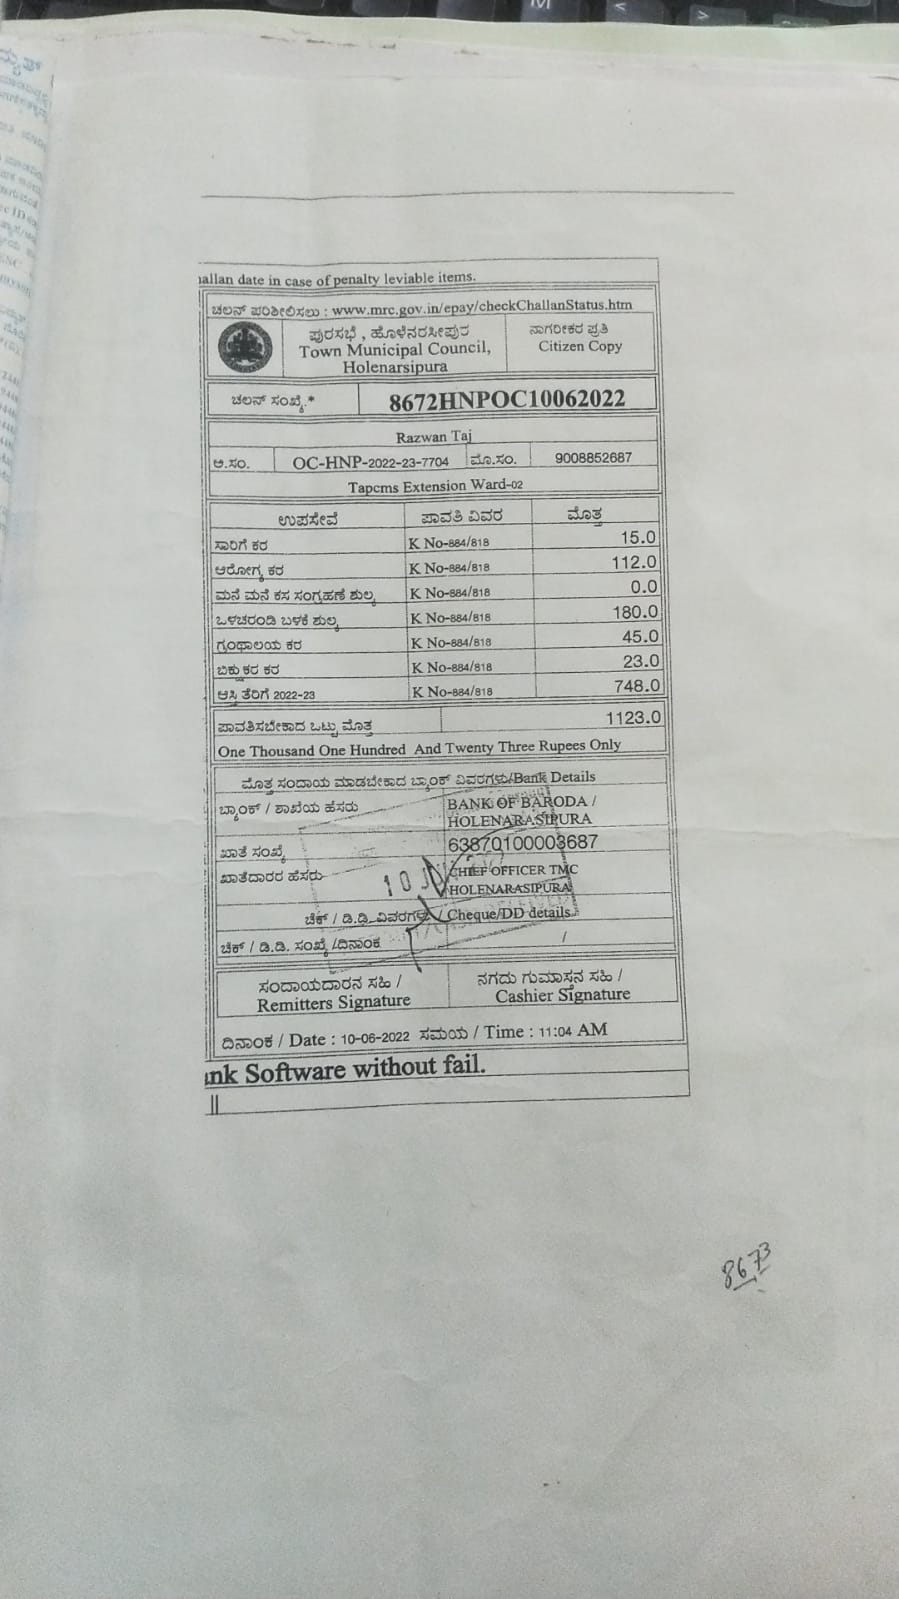 M < >
allan date in case of penalty leviable items.
ಚಲನ್ ಪರಿಶೀಲಿಸಲು : www.mrc.gov.in/epay/checkChallanStatus.htm
ಪುರಸಭೆ , ಹೊಳೆನರಸೀಪುರ
Town Municipal Council,
Holenarsipura
ನಾಗರೀಕರ ಪ್ರತಿ
Citizen Copy
ಚಲನ್ ಸಂಖ್ಯೆ.* 8672HNPOC10062022
Razwan Taj
ಅ.ಸಂ. OC-HNP-2022-23-7704 ಮೊ.ಸಂ. 9008852687
Tapcms Extension Ward-02
ಉಪಸೇವೆ ಪಾವತಿ ವಿವರ ಮೊತ್ತ
ಸಾರಿಗೆ ಕರ K No-884/818 15.0
ಆರೋಗ್ಯ ಕರ K No-884/818 112.0
ಮನೆ ಮನೆ ಕಸ ಸಂಗ್ರಹಣೆ ಶುಲ್ಕ K No-884/818 0.0
ಒಳಚರಂಡಿ ಬಳಕೆ ಶುಲ್ಕ K No-884/818 180.0
ಗ್ರಂಥಾಲಯ ಕರ K No-884/818 45.0
ಬಿಕ್ಷುಕರ ಕರ K No-884/818 23.0
ಆಸ್ತಿ ತೆರಿಗೆ 2022-23 K No-884/818 748.0
ಪಾವತಿಸಬೇಕಾದ ಒಟ್ಟು ಮೊತ್ತ 1123.0
One Thousand One Hundred And Twenty Three Rupees Only
ಮೊತ್ತ ಸಂದಾಯ ಮಾಡಬೇಕಾದ ಬ್ಯಾಂಕ್ ವಿವರಗಳು/Bank Details
ಬ್ಯಾಂಕ್ / ಶಾಖೆಯ ಹೆಸರು BANK OF BARODA /
HOLENARASIPURA
ಖಾತೆ ಸಂಖ್ಯೆ 63870100003687
ಖಾತೆದಾರರ ಹೆಸರು CHIEF OFFICER TMC
HOLENARASIPURA
10
ಚೆಕ್ / ಡಿ.ಡಿ. ವಿವರಗಳು / Cheque/DD details
ಚೆಕ್ / ಡಿ.ಡಿ. ಸಂಖ್ಯೆ /ದಿನಾಂಕ /
ಸಂದಾಯದಾರನ ಸಹಿ /
Remitters Signature
ನಗದು ಗುಮಾಸ್ತನ ಸಹಿ /
Cashier Signature
ದಿನಾಂಕ / Date : 10-06-2022 ಸಮಯ / Time : 11:04 AM
nk Software without fail.
8673